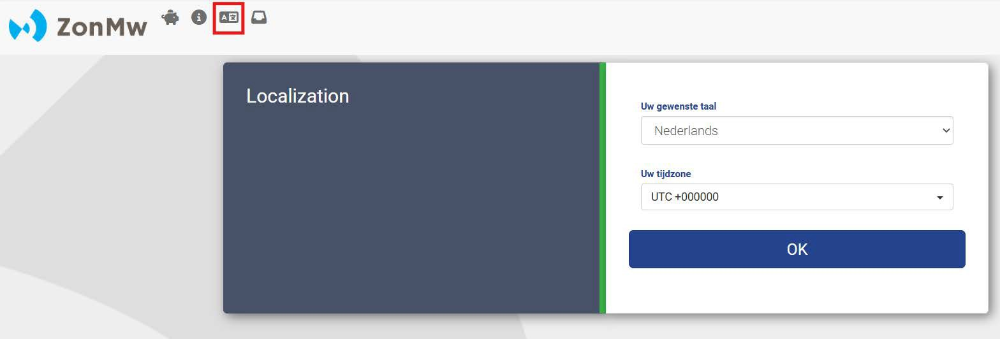 ZonMw
Localization
Uw gewenste taal
Nederlands
Uw tijdzone
UTC +000000
OK